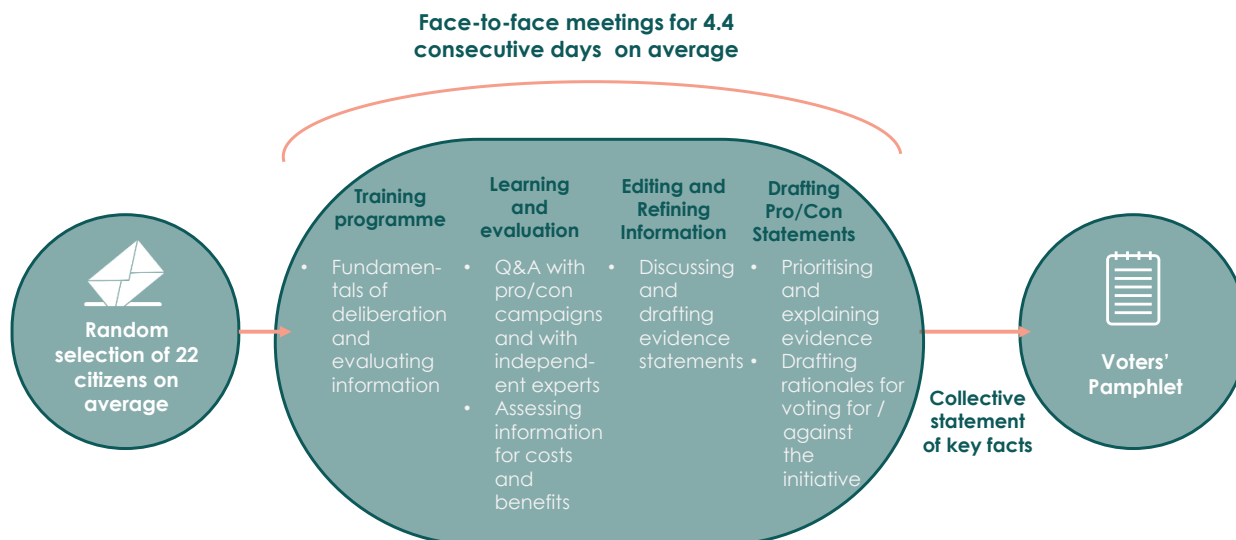 Face-to-face meetings for 4.4
consecutive days on average
Random
selection of 22
citizens on
average
Training
programme
• Fundamen-
tals of
deliberation
and
evaluating
information
Learning
and
evaluation
• Q&A with
pro/con
campaigns
and with
independ-
ent experts
• Assessing
information
for costs
and
benefits
Editing and
Refining
Information
• Discussing
and
drafting
evidence
statements
Drafting
Pro/Con
Statements
• Prioritising
and
explaining
evidence
• Drafting
rationales for
voting for /
against
the
initiative
Collective
statement
of key facts
Voters'
Pamphlet